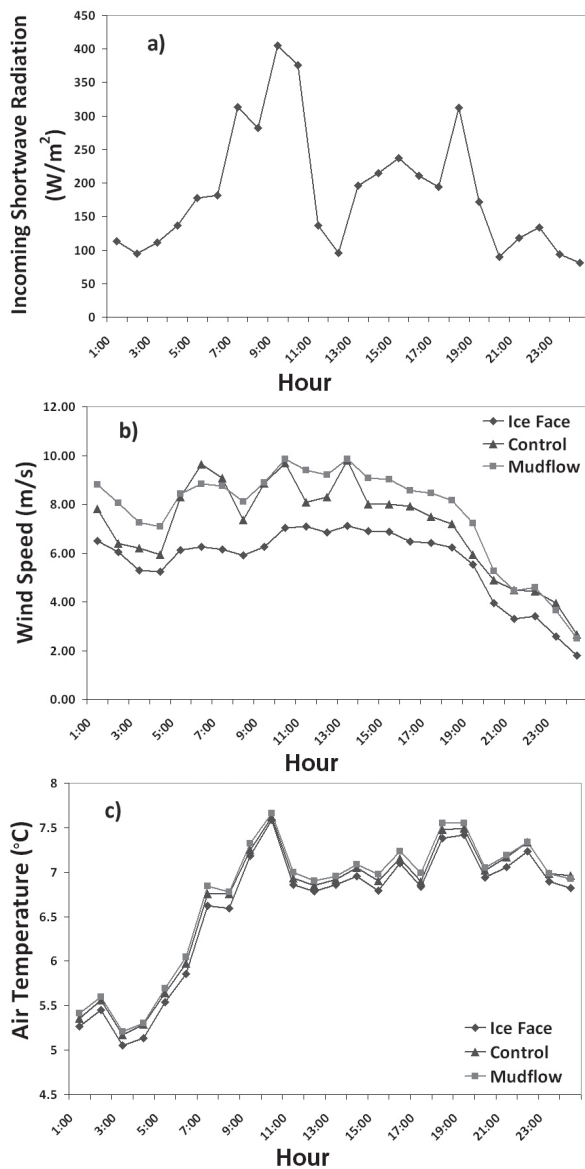 a)
Incoming Shortwave Radiation
(W/m²)
450
400
350
300
250
200
150
100
50
0
1:00 3:00 5:00 7:00 9:00 11:00 13:00 15:00 17:00 19:00 21:00 23:00
Hour
b)
Wind Speed (m/s)
12.00
10.00
8.00
6.00
4.00
2.00
0.00
Ice Face
Control
Mudflow
1:00 3:00 5:00 7:00 9:00 11:00 13:00 15:00 17:00 19:00 21:00 23:00
Hour
c)
Air Temperature (°C)
8
7.5
7
6.5
6
5.5
5
4.5
Ice Face
Control
Mudflow
1:00 3:00 5:00 7:00 9:00 11:00 13:00 15:00 17:00 19:00 21:00 23:00
Hour